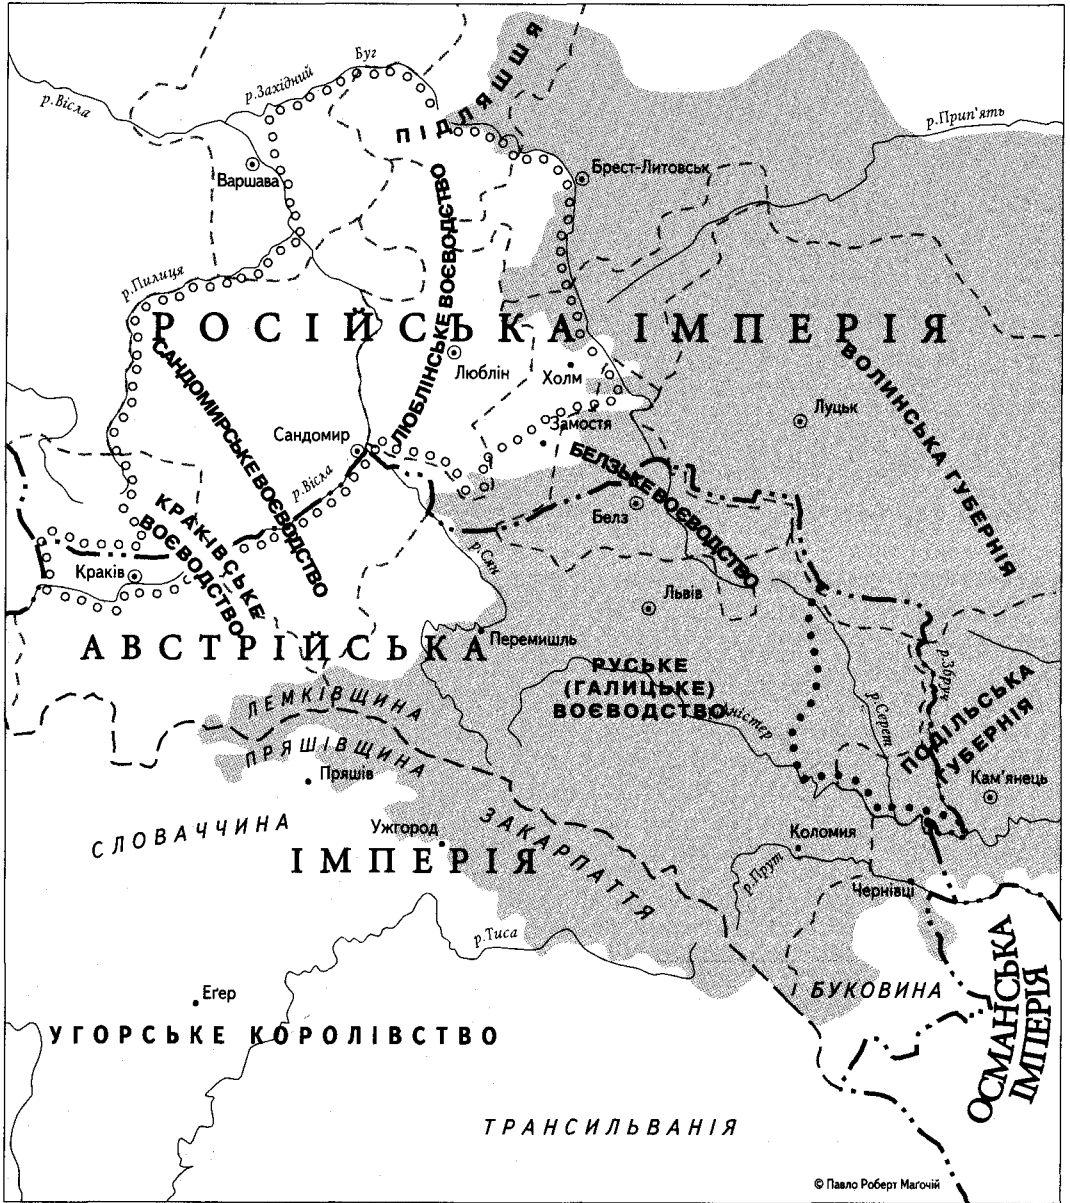 ПІДЛЯШШЯ
Буг
р.Західний
р.Вісла
р.Прип'ять
Варшава
Брест-Литовськ
ЛЮБЛІНСЬКЕ ВОЄВОДСТВО
р.Пилиця
РОСІЙСЬКА ІМПЕРІЯ
САНДОМИРСЬКЕ ВОЄВОДСТВО
ВОЛИНСЬКА ГУБЕРНІЯ
Люблін
Холм
Луцьк
Замостя
Сандомир
БЕЛЗЬКЕ ВОЄВОДСТВО
р.Вісла
КРАКІВСЬКЕ
ВОЄВОДСТВО
Белз
р.Сян
Краків
Львів
Перемишль
АВСТРІЙСЬКА
РУСЬКЕ
(ГАЛИЦЬКЕ)
ВОЄВОДСТВО
р.Збруч
р.Серет
ПОДІЛЬСЬКА
ГУБЕРНІЯ
ЛЕМКІВЩИНА
ПРЯШІВЩИНА
Пряшів
Кам'янець
СЛОВАЧЧИНА
Ужгород
ЗАКАРПАТТЯ
Коломия
ІМПЕРІЯ
р.Прут
Чернівці
р.Тиса
Еґер
БУКОВИНА
ОСМАНСЬКА
ІМПЕРІЯ
УГОРСЬКЕ КОРОЛІВСТВО
ТРАНСИЛЬВАНІЯ
© Павло Роберт Маґочій